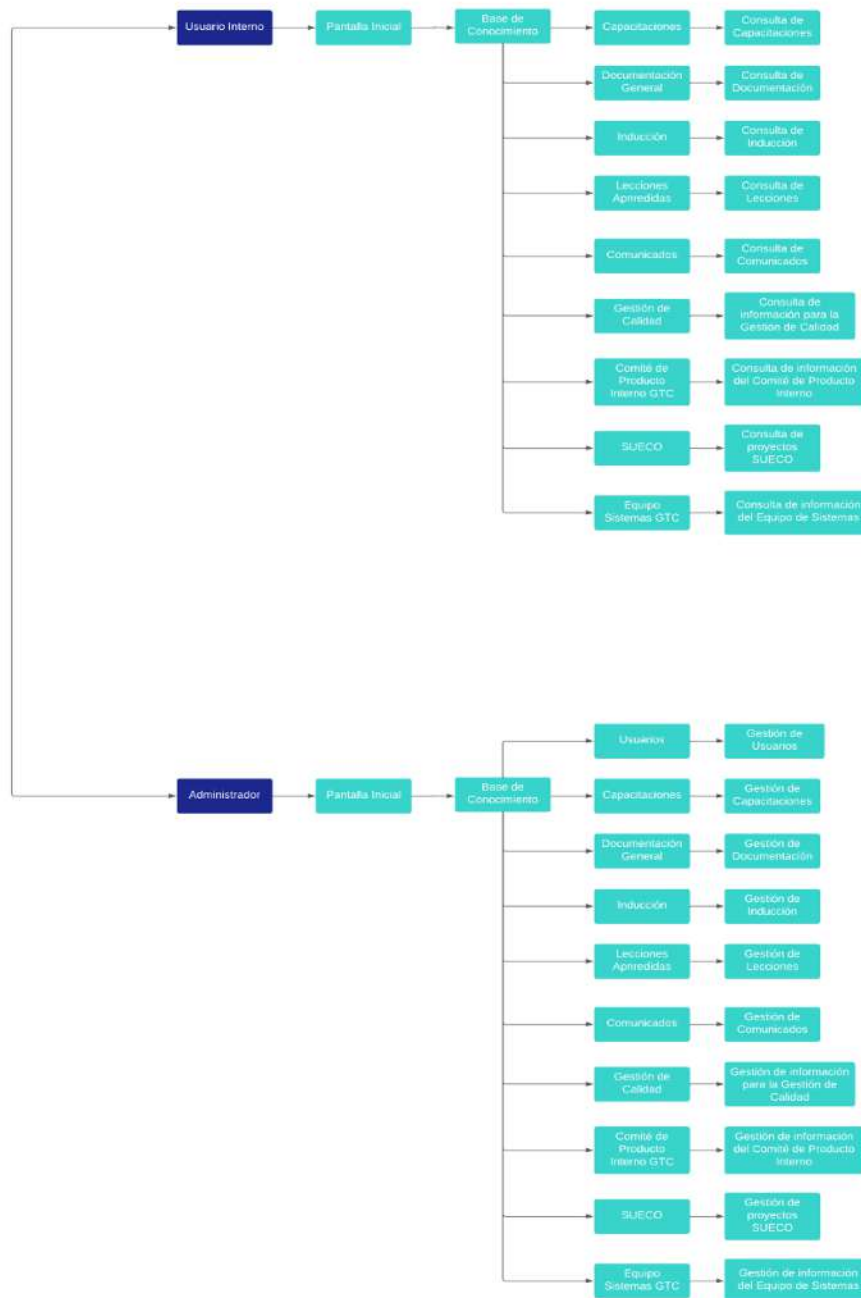 Usuario Interno
Pantalla Inicial
Base de
Conocimiento
Capacitaciones
Consulta de
Capacitaciones
Documentación
General
Consulta de
Documentación
Inducción
Consulta de
Inducción
Lecciones
Apnredidas
Consulta de
Lecciones
Comunicados
Consulta de
Comunicados
Gestión de
Calidad
Consulta de
información para la
Gestión de Calidad
Comité de
Producto
Interno GTC
Consulta de información
del Comité de Producto
Interno
SUECO
Consulta de
proyectos
SUECO
Equipo
Sistemas GTC
Consulta de información
del Equipo de Sistemas
Usuarios
Gestión de
Usuarios
Administrador
Pantalla Inicial
Base de
Conocimiento
Capacitaciones
Gestión de
Capacitaciones
Documentación
General
Gestión de
Documentación
Inducción
Gestión de
Inducción
Lecciones
Apnredidas
Gestión de
Lecciones
Comunicados
Gestión de
Comunicados
Gestión de
Calidad
Gestión de información
para la Gestión de
Calidad
Comité de
Producto
Interno GTC
Gestión de información
del Comité de Producto
Interno
SUECO
Gestión de
proyectos
SUECO
Equipo
Sistemas GTC
Gestión de información
del Equipo de Sistemas